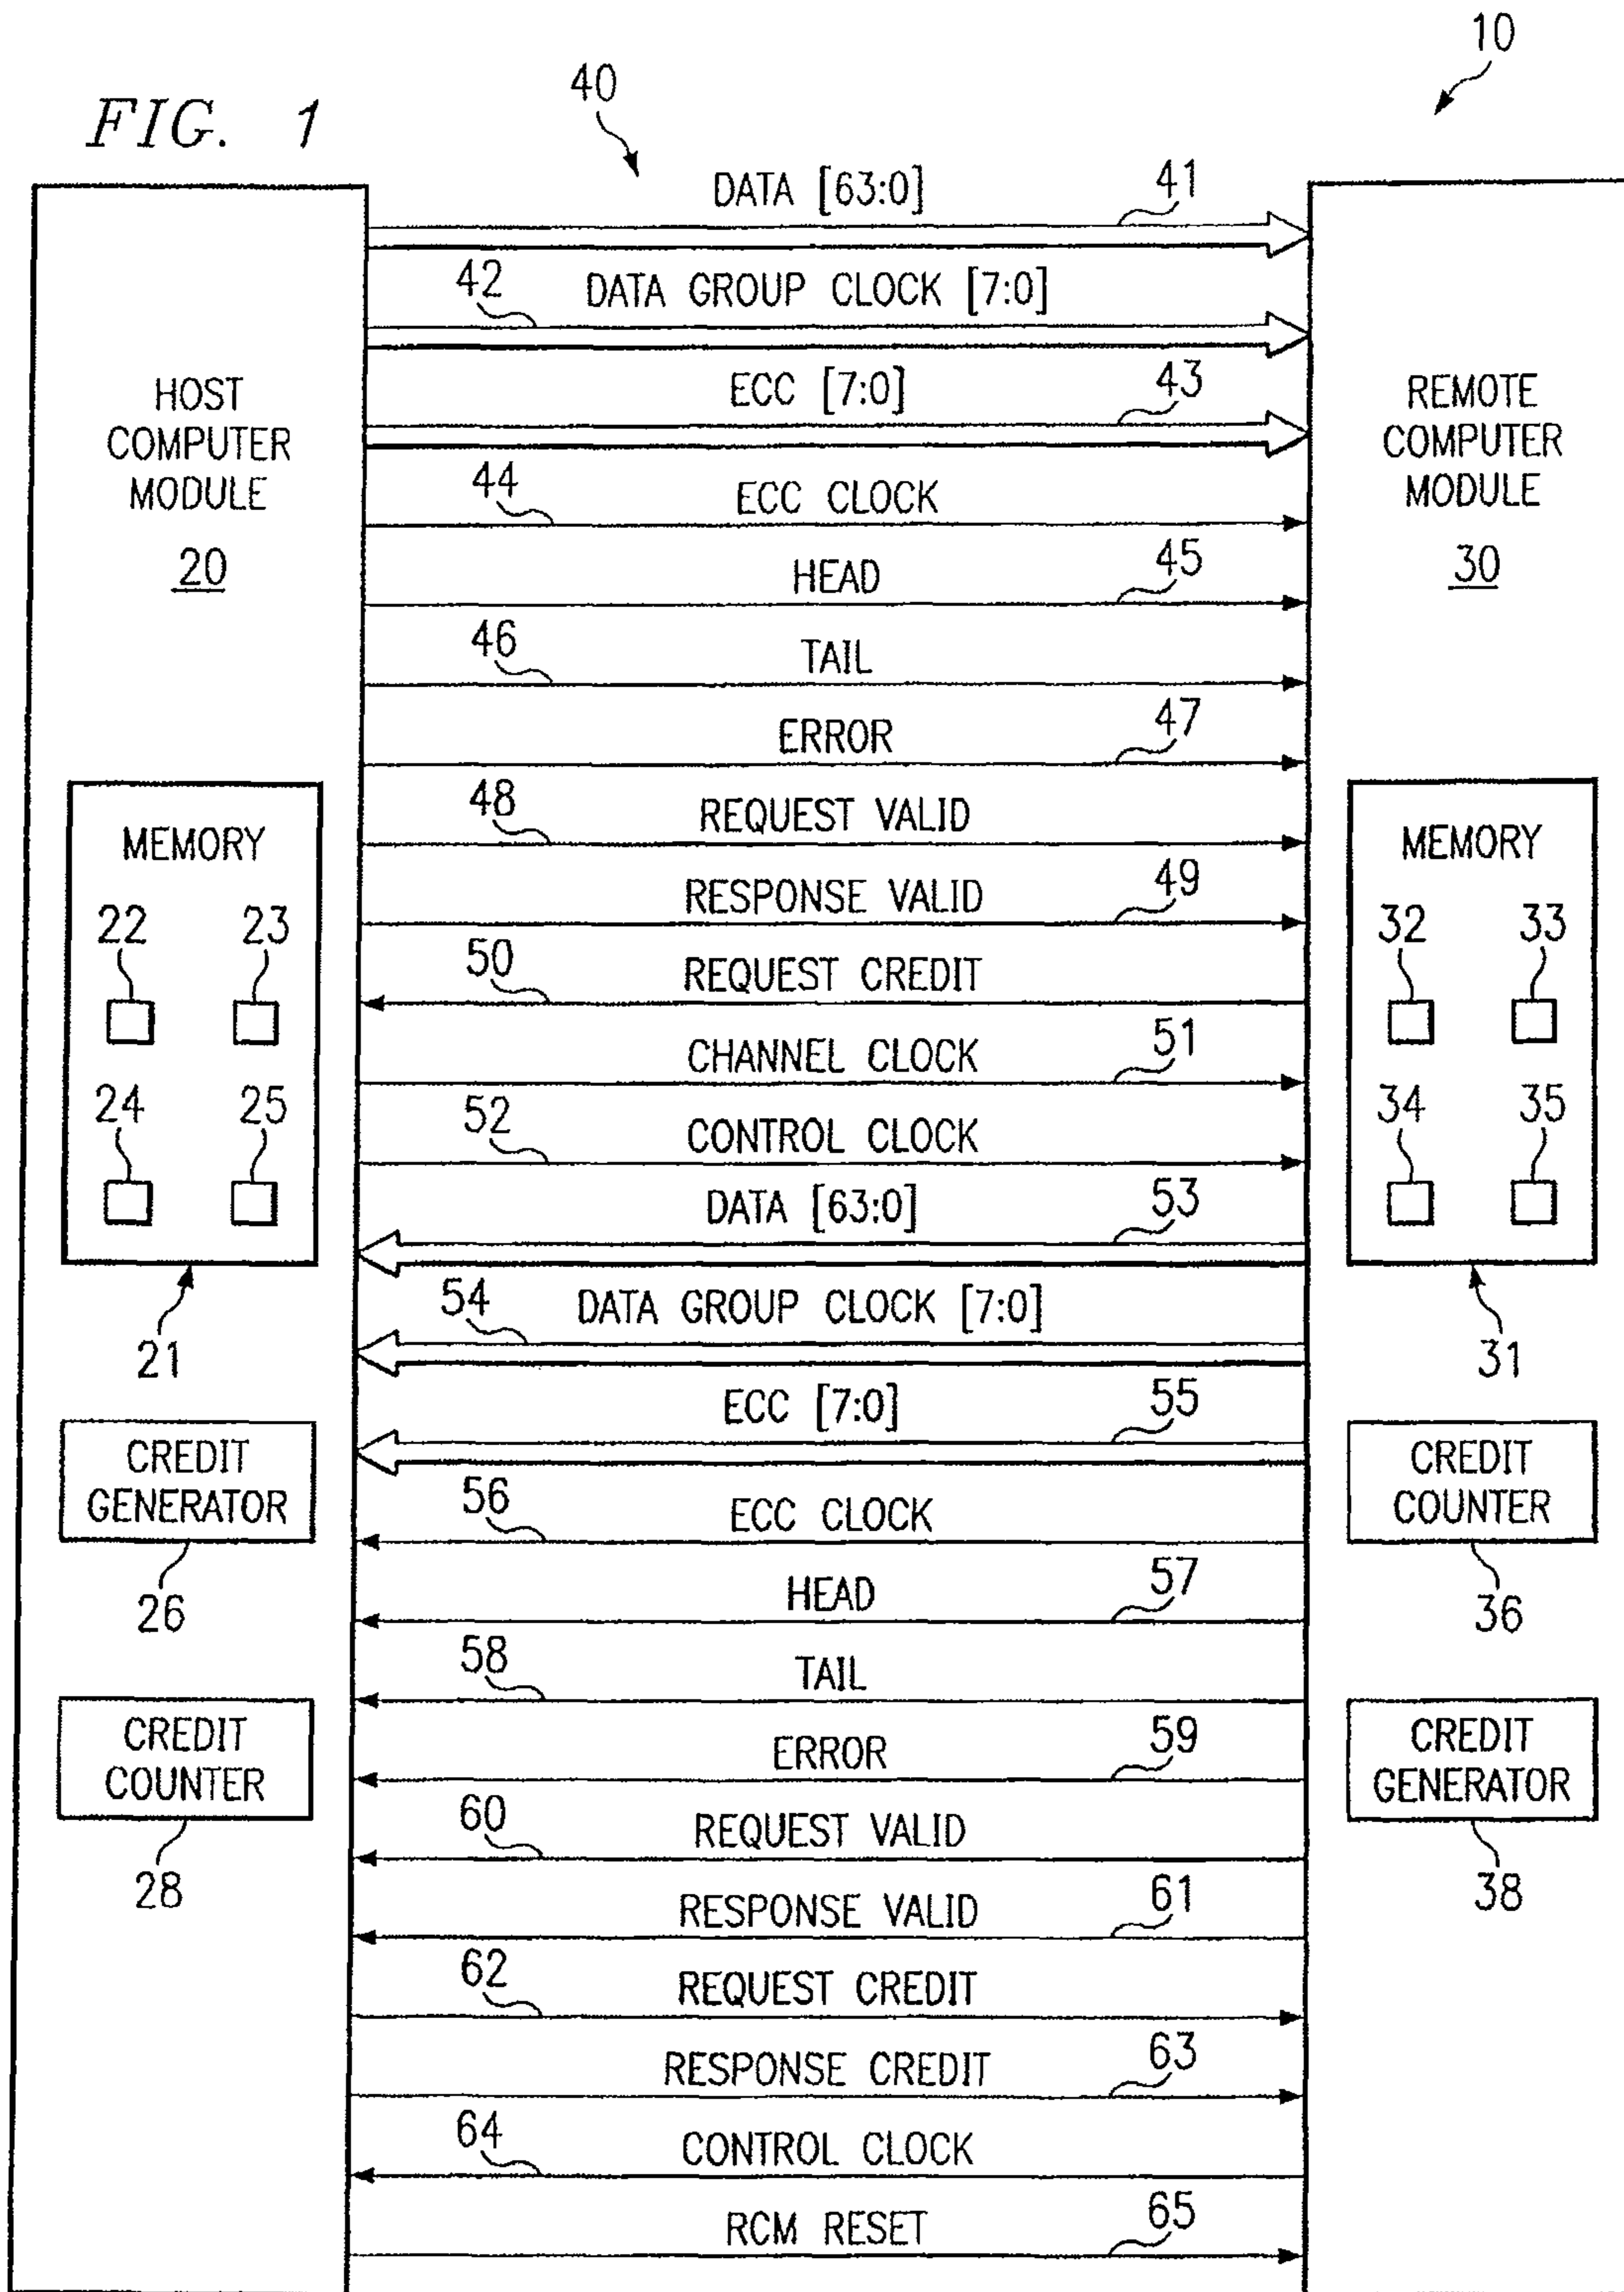 FIG. 1
10
40
DATA [63:0]
41
42
DATA GROUP CLOCK [7:0]
ECC [7:0]
43
44
ECC CLOCK
HEAD
45
46
TAIL
ERROR
47
48
REQUEST VALID
RESPONSE VALID
49
50
REQUEST CREDIT
CHANNEL CLOCK
51
52
CONTROL CLOCK
DATA [63:0]
53
54
DATA GROUP CLOCK [7:0]
ECC [7:0]
55
56
ECC CLOCK
HEAD
57
58
TAIL
ERROR
59
60
REQUEST VALID
RESPONSE VALID
61
62
REQUEST CREDIT
RESPONSE CREDIT
63
64
CONTROL CLOCK
RCM RESET
65
HOST
COMPUTER
MODULE
20
MEMORY
22
23
24
25
21
CREDIT
GENERATOR
26
CREDIT
COUNTER
28
REMOTE
COMPUTER
MODULE
30
MEMORY
32
33
34
35
31
CREDIT
COUNTER
36
CREDIT
GENERATOR
38